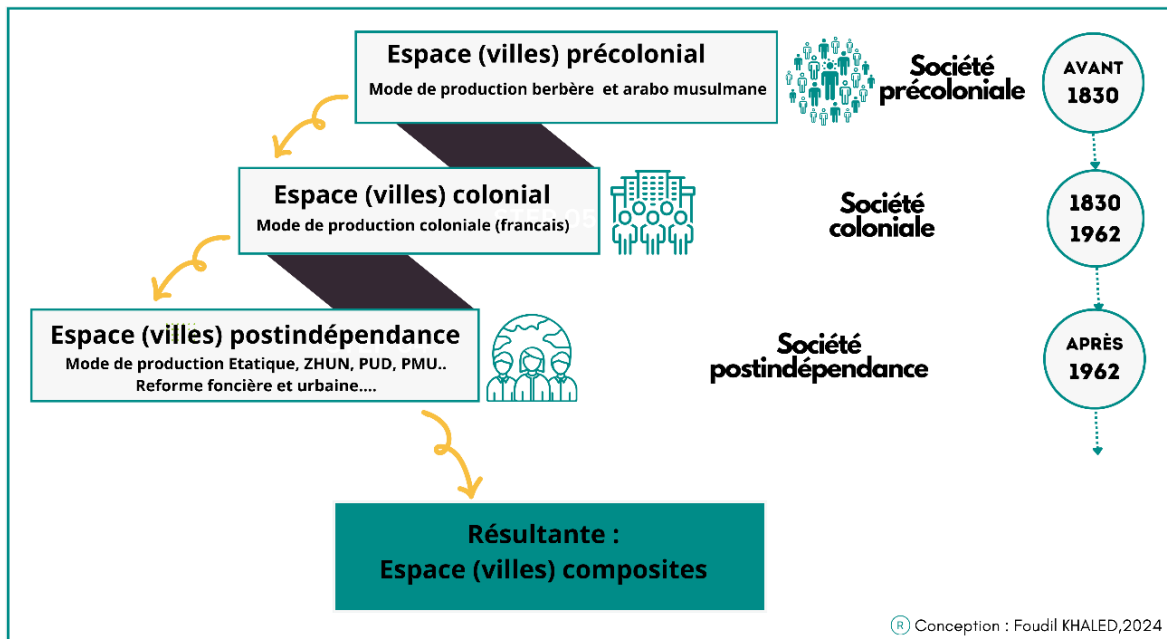 Espace (villes) précolonial
Mode de production berbère et arabo musulmane
Société
précoloniale
AVANT
1830
Espace (villes) colonial
Mode de production coloniale (francais)
Société
coloniale
1830
1962
Espace (villes) postindépendance
Mode de production Etatique, ZHUN, PUD, PMU..
Reforme foncière et urbaine....
Société
postindépendance
APRÈS
1962
Résultante :
Espace (villes) composites
® Conception : Foudil KHALED,2024